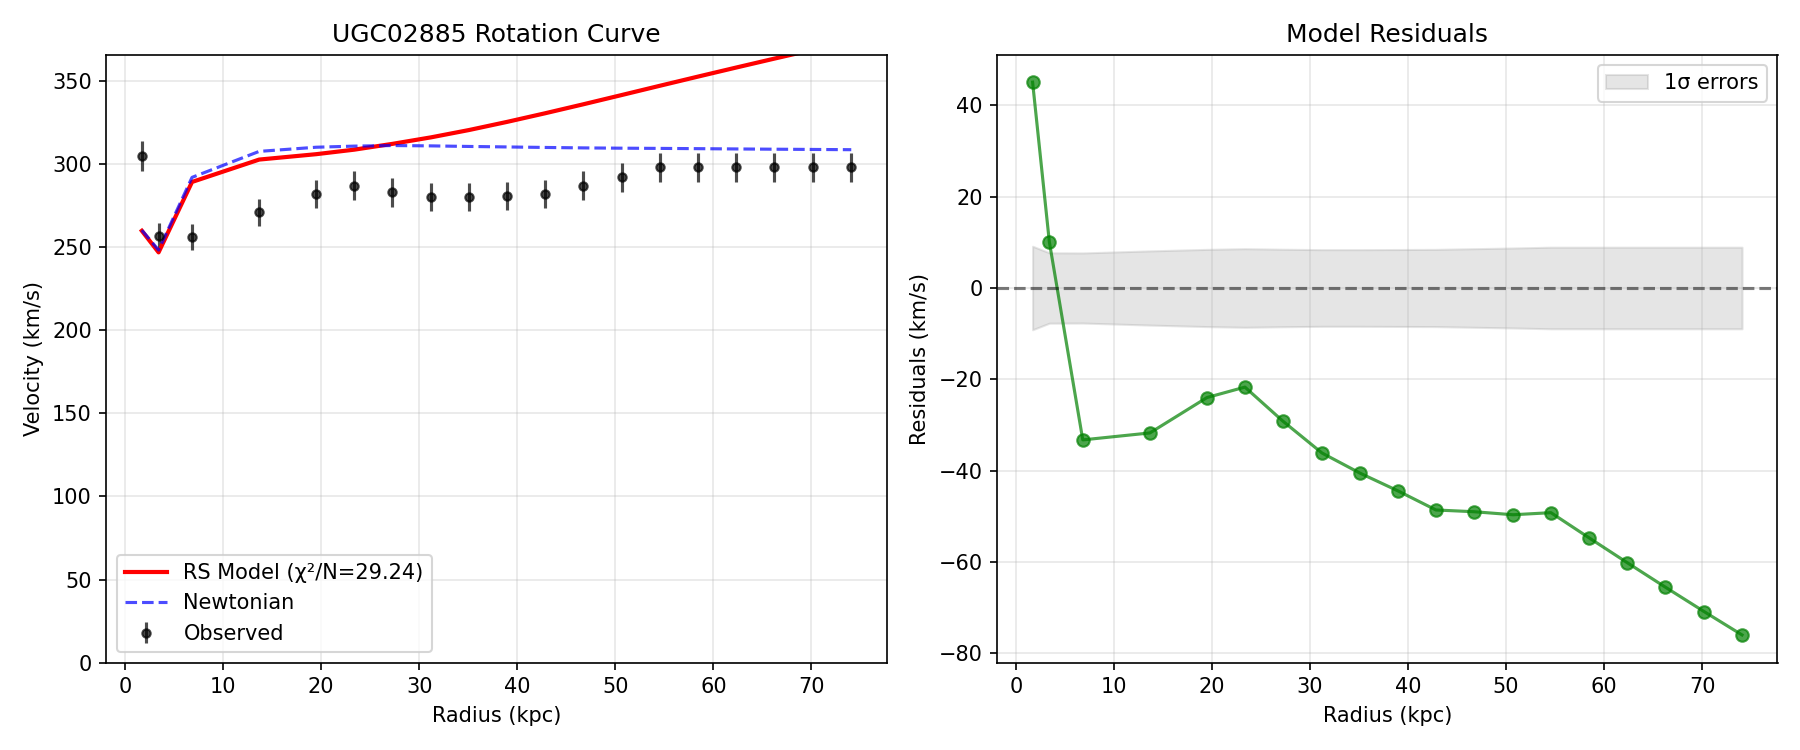 UGC02885 Rotation Curve
350
300
250
200
150
100
50
0
Velocity (km/s)
RS Model (χ²/N=29.24)
Newtonian
Observed
0 10 20 30 40 50 60 70
Radius (kpc)
Model Residuals
1σ errors
40
20
0
−20
−40
−60
−80
Residuals (km/s)
0 10 20 30 40 50 60 70
Radius (kpc)